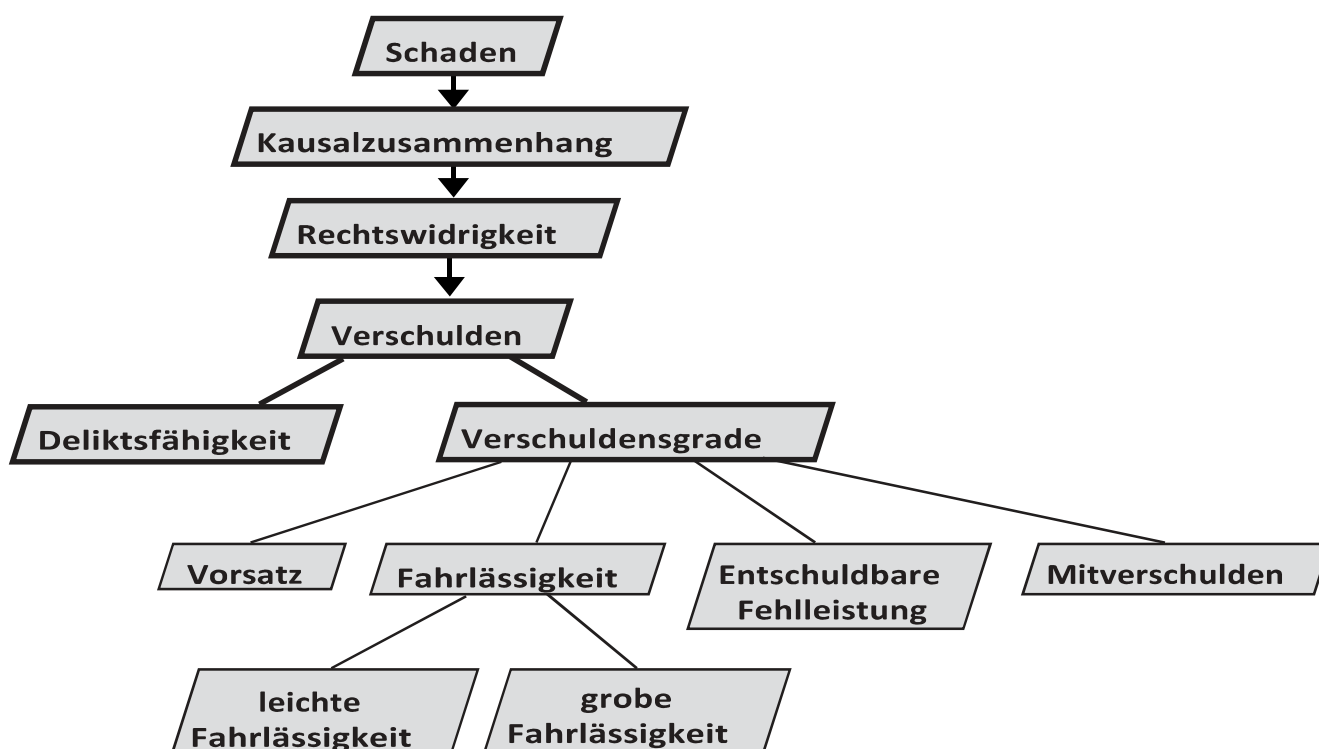 Schaden
Kausalzusammenhang
Rechtswidrigkeit
Verschulden
Deliktsfähigkeit
Verschuldensgrade
Vorsatz
Fahrlässigkeit
Entschuldbare
Fehlleistung
Mitverschulden
leichte
Fahrlässigkeit
grobe
Fahrlässigkeit